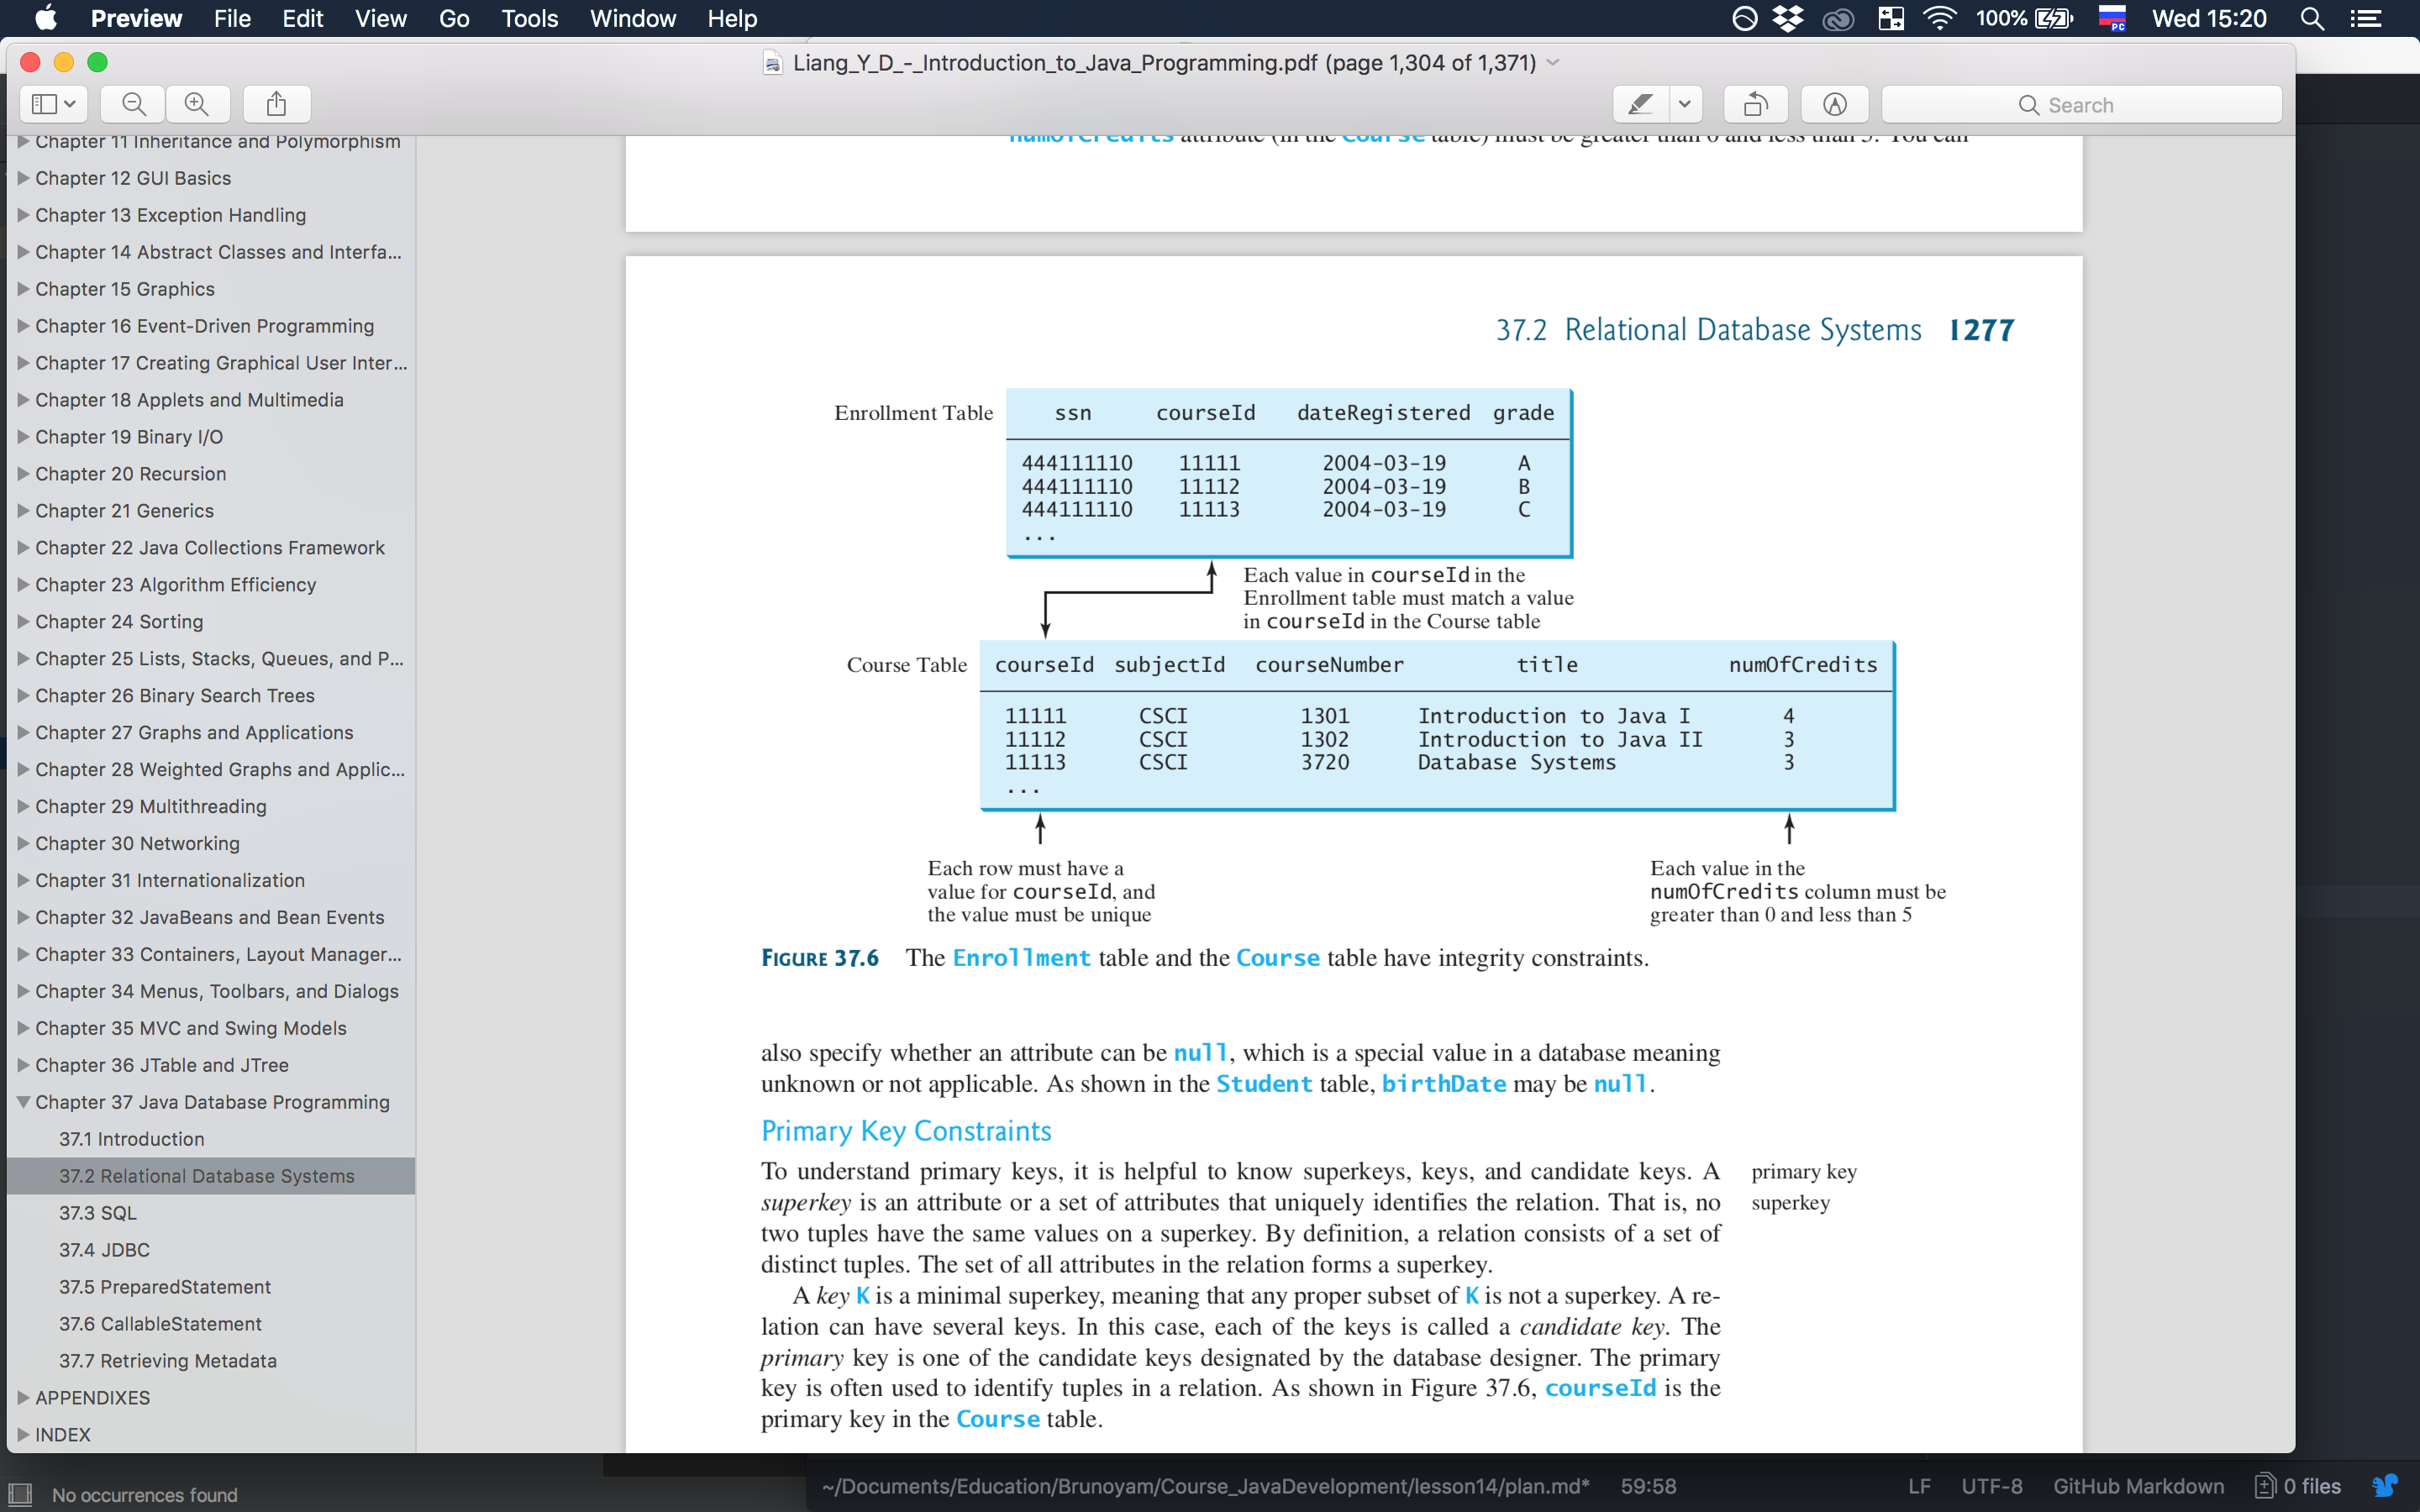 Preview File Edit View Go Tools Window Help 100% РС Wed 15:20
Liang_Y_D_-_Introduction_to_Java_Programming.pdf (page 1,304 of 1,371)
Search
Chapter 11 Inheritance and Polymorphism
Chapter 12 GUI Basics
Chapter 13 Exception Handling
Chapter 14 Abstract Classes and Interfa...
Chapter 15 Graphics
Chapter 16 Event-Driven Programming
Chapter 17 Creating Graphical User Inter...
Chapter 18 Applets and Multimedia
Chapter 19 Binary I/O
Chapter 20 Recursion
Chapter 21 Generics
Chapter 22 Java Collections Framework
Chapter 23 Algorithm Efficiency
Chapter 24 Sorting
Chapter 25 Lists, Stacks, Queues, and P...
Chapter 26 Binary Search Trees
Chapter 27 Graphs and Applications
Chapter 28 Weighted Graphs and Applic...
Chapter 29 Multithreading
Chapter 30 Networking
Chapter 31 Internationalization
Chapter 32 JavaBeans and Bean Events
Chapter 33 Containers, Layout Manager...
Chapter 34 Menus, Toolbars, and Dialogs
Chapter 35 MVC and Swing Models
Chapter 36 JTable and JTree
Chapter 37 Java Database Programming
37.1 Introduction
37.2 Relational Database Systems
37.3 SQL
37.4 JDBC
37.5 PreparedStatement
37.6 CallableStatement
37.7 Retrieving Metadata
APPENDIXES
INDEX
numOfCredits attribute (in the Course table) must be greater than 0 and less than 5. You can
37.2 Relational Database Systems 1277
Enrollment Table ssn courseId dateRegistered grade
444111110 11111 2004-03-19 A
444111110 11112 2004-03-19 B
444111110 11113 2004-03-19 C
...
Each value in courseId in the
Enrollment table must match a value
in courseId in the Course table
Course Table courseId subjectId courseNumber title numOfCredits
11111 CSCI 1301 Introduction to Java I 4
11112 CSCI 1302 Introduction to Java II 3
11113 CSCI 3720 Database Systems 3
...
Each row must have a
value for courseId, and
the value must be unique
Each value in the
numOfCredits column must be
greater than 0 and less than 5
FIGURE 37.6 The Enrollment table and the Course table have integrity constraints.
also specify whether an attribute can be null, which is a special value in a database meaning
unknown or not applicable. As shown in the Student table, birthDate may be null.
Primary Key Constraints
To understand primary keys, it is helpful to know superkeys, keys, and candidate keys. A
superkey is an attribute or a set of attributes that uniquely identifies the relation. That is, no
two tuples have the same values on a superkey. By definition, a relation consists of a set of
distinct tuples. The set of all attributes in the relation forms a superkey.
primary key
superkey
A key K is a minimal superkey, meaning that any proper subset of K is not a superkey. A re-
lation can have several keys. In this case, each of the keys is called a candidate key. The
primary key is one of the candidate keys designated by the database designer. The primary
key is often used to identify tuples in a relation. As shown in Figure 37.6, courseId is the
primary key in the Course table.
No occurrences found
~/Documents/Education/Brunoyam/Course_JavaDevelopment/lesson14/plan.md* 59:58 LF UTF-8 GitHub Markdown 0 files